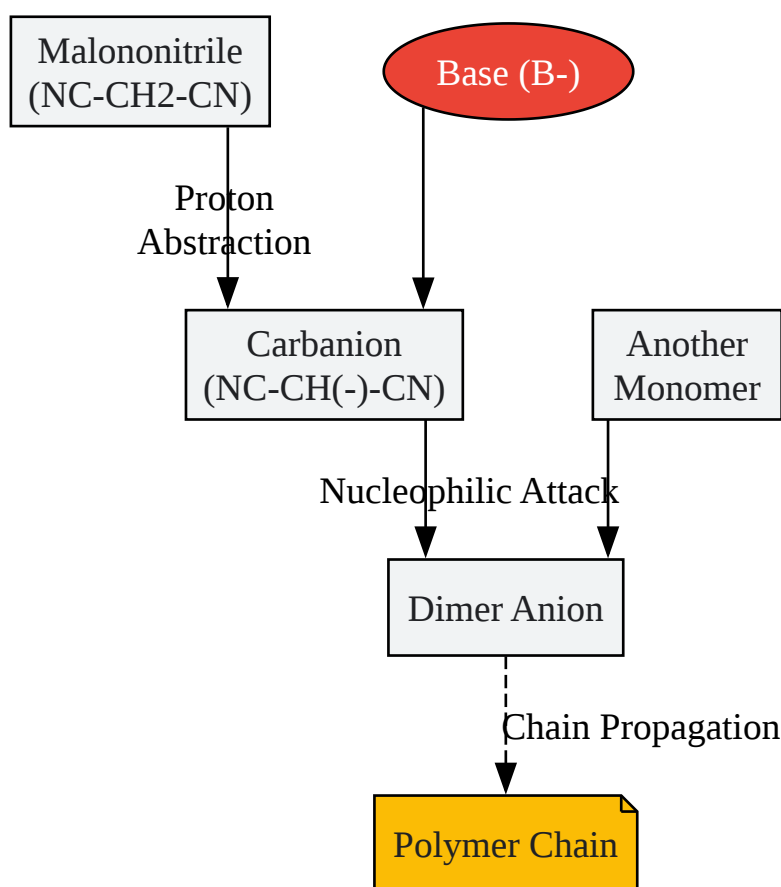 Malononitrile
(NC-CH2-CN)
Base (B-)
Proton
Abstraction
Carbanion
(NC-CH(-)-CN)
Another
Monomer
Nucleophilic Attack
Dimer Anion
Chain Propagation
Polymer Chain